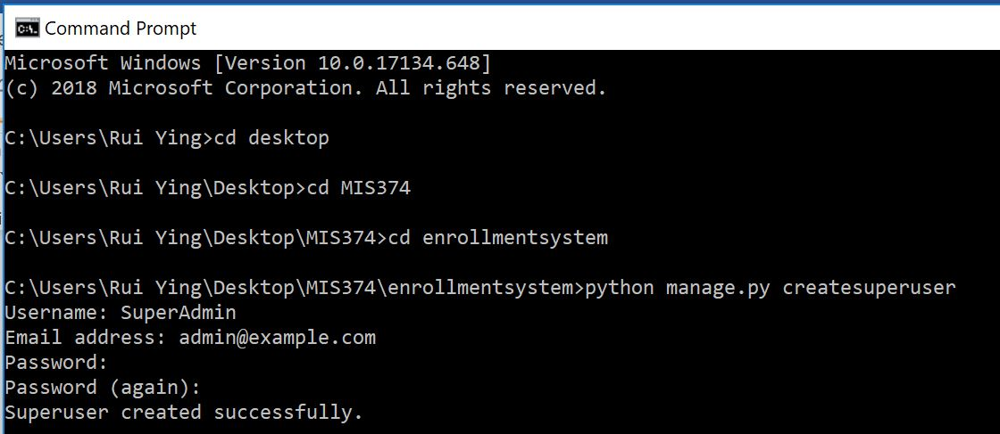 Command Prompt
Microsoft Windows [Version 10.0.17134.648]
(c) 2018 Microsoft Corporation. All rights reserved.
C:\Users\Rui Ying>cd desktop
C:\Users\Rui Ying\Desktop>cd MIS374
C:\Users\Rui Ying\Desktop\MIS374>cd enrollmentsystem
C:\Users\Rui Ying\Desktop\MIS374\enrollmentsystem>python manage.py createsuperuser
Username: SuperAdmin
Email address: admin@example.com
Password:
Password (again):
Superuser created successfully.